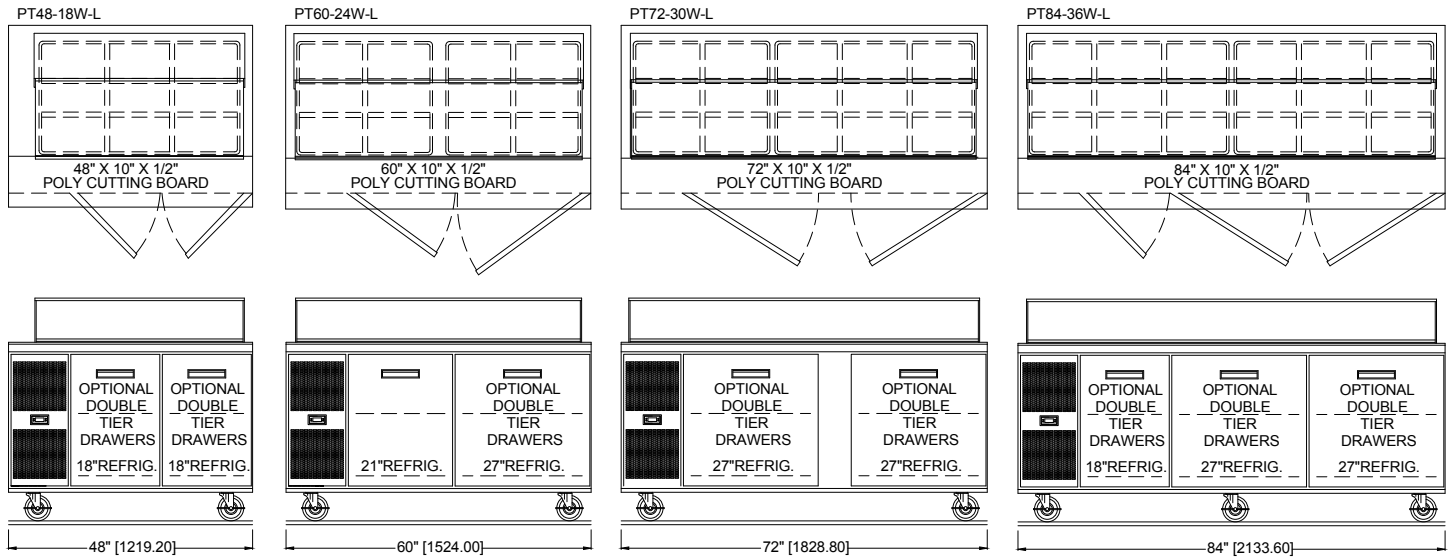 PT48-18W-L
48" X 10" X 1/2"
POLY CUTTING BOARD
OPTIONAL
DOUBLE
TIER
DRAWERS
18"REFRIG.
OPTIONAL
DOUBLE
TIER
DRAWERS
18"REFRIG.
48" [1219.20]
PT60-24W-L
60" X 10" X 1/2"
POLY CUTTING BOARD
21"REFRIG.
OPTIONAL
DOUBLE
TIER
DRAWERS
27"REFRIG.
60" [1524.00]
PT72-30W-L
72" X 10" X 1/2"
POLY CUTTING BOARD
OPTIONAL
DOUBLE
TIER
DRAWERS
27"REFRIG.
OPTIONAL
DOUBLE
TIER
DRAWERS
27"REFRIG.
72" [1828.80]
PT84-36W-L
84" X 10" X 1/2"
POLY CUTTING BOARD
OPTIONAL
DOUBLE
TIER
DRAWERS
18"REFRIG.
OPTIONAL
DOUBLE
TIER
DRAWERS
27"REFRIG.
OPTIONAL
DOUBLE
TIER
DRAWERS
27"REFRIG.
84" [2133.60]